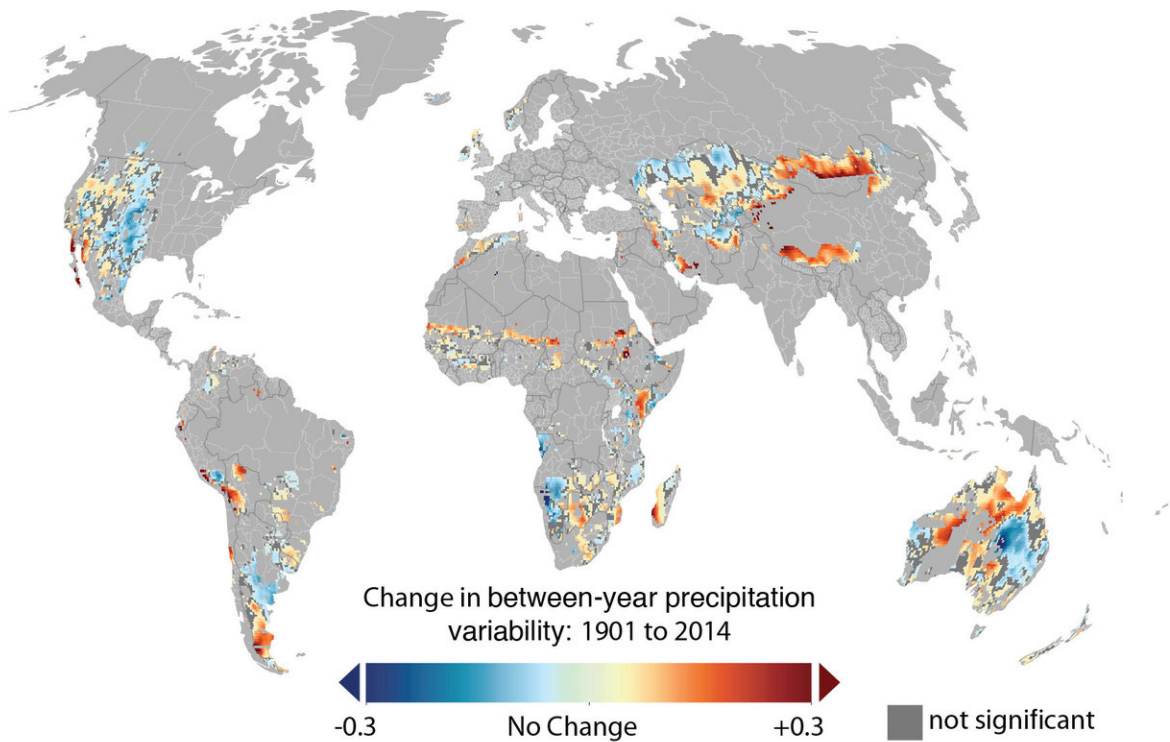 Change in between-year precipitation
variability: 1901 to 2014
-0.3 No Change +0.3
not significant